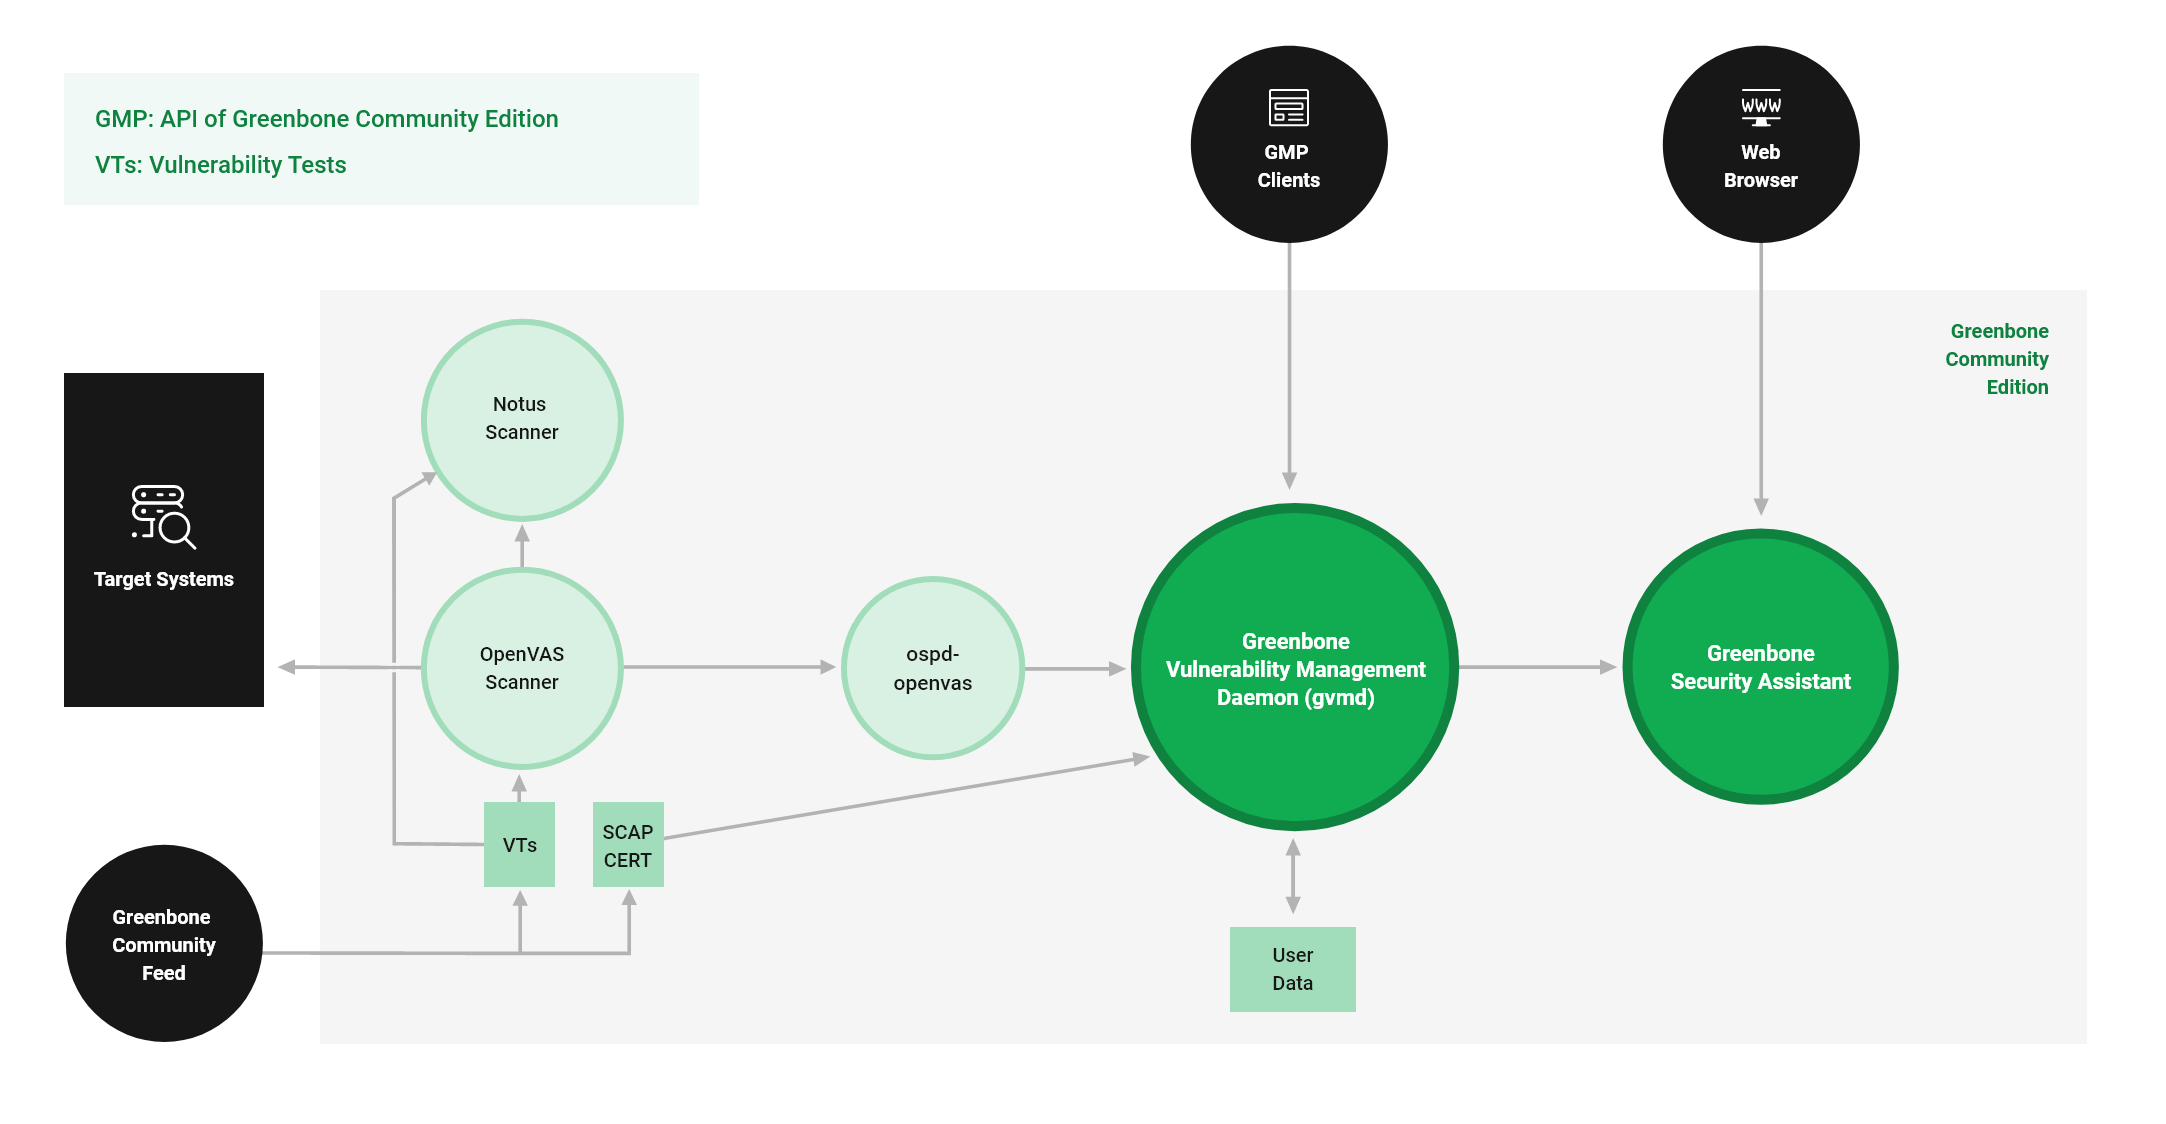 GMP: API of Greenbone Community Edition
VTs: Vulnerability Tests
GMP
Clients
WWW
Web
Browser
Greenbone
Community
Edition
Notus
Scanner
Target Systems
OpenVAS
Scanner
ospd-
openvas
Greenbone
Vulnerability Management
Daemon (gvmd)
Greenbone
Security Assistant
VTs
SCAP
CERT
Greenbone
Community
Feed
User
Data